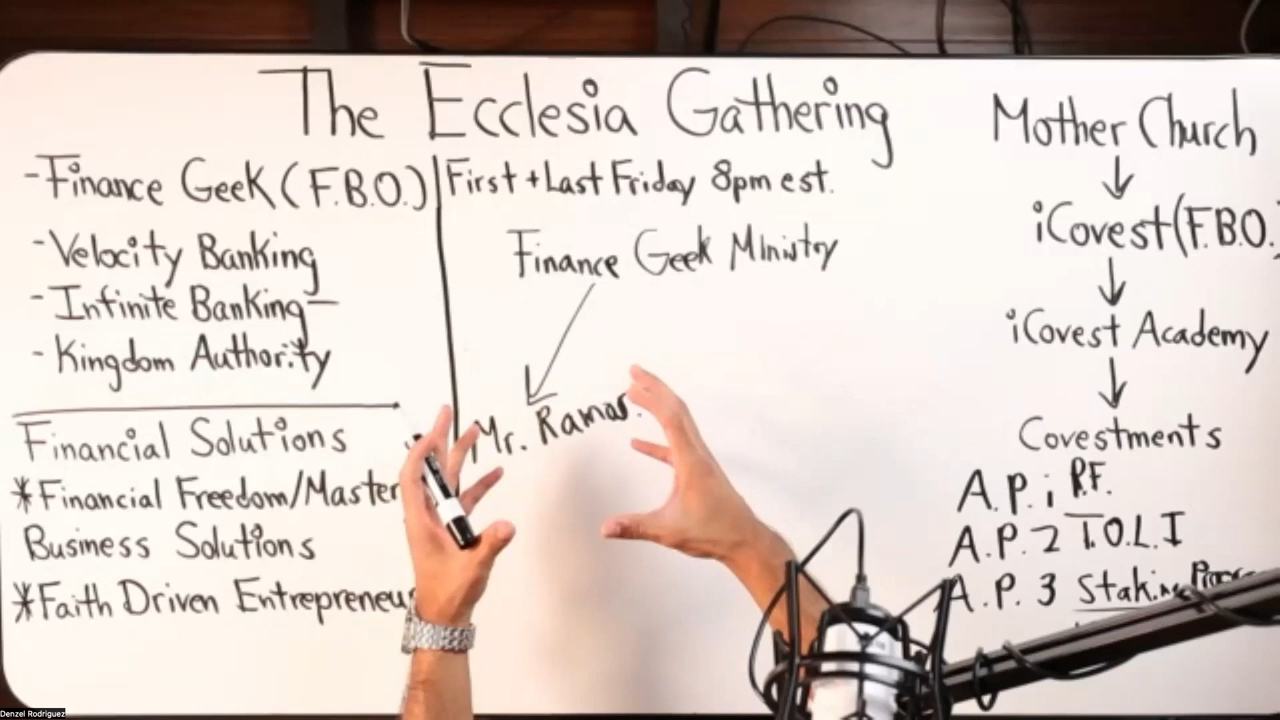 The Ecclesia Gathering
-Finance Geek (F.B.O.)
-Velocity Banking
-Infinite Banking-
-Kingdom Authority
Financial Solutions
*Financial Freedom/Master
Business Solutions
*Faith Driven Entrepreneu
First + Last Friday 8pm est.
Finance Geek Ministry
Mr. Ramos.
Mother Church
iCovest (F.B.O.)
iCovest Academy
Covestments
A.P. 1 P.F.
A.P. 2 T.O.L.I
A.P. 3 Staking
Denzel Rodriguez